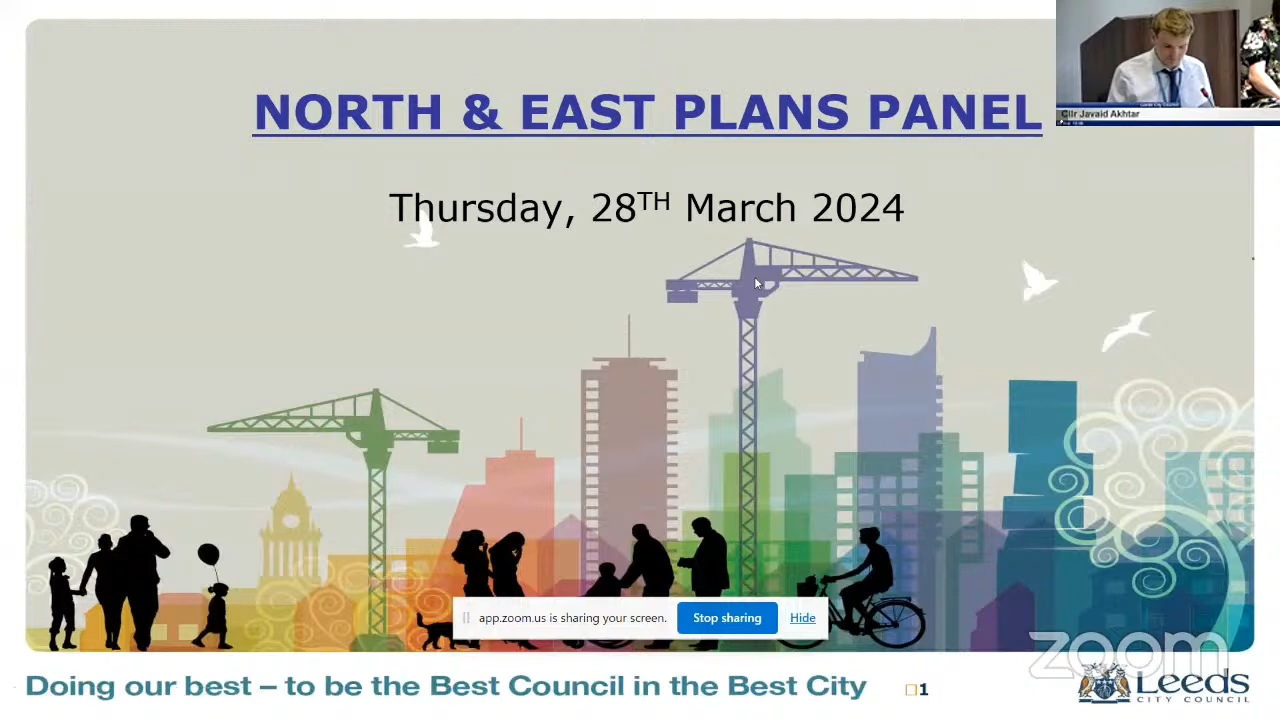 NORTH & EAST PLANS PANEL
Cllr Javaid Akhtar
Thursday, 28TH March 2024
app.zoom.us is sharing your screen.
Stop sharing
Hide
zoom
Doing our best – to be the Best Council in the Best City
1
Leeds
CITY COUNCIL